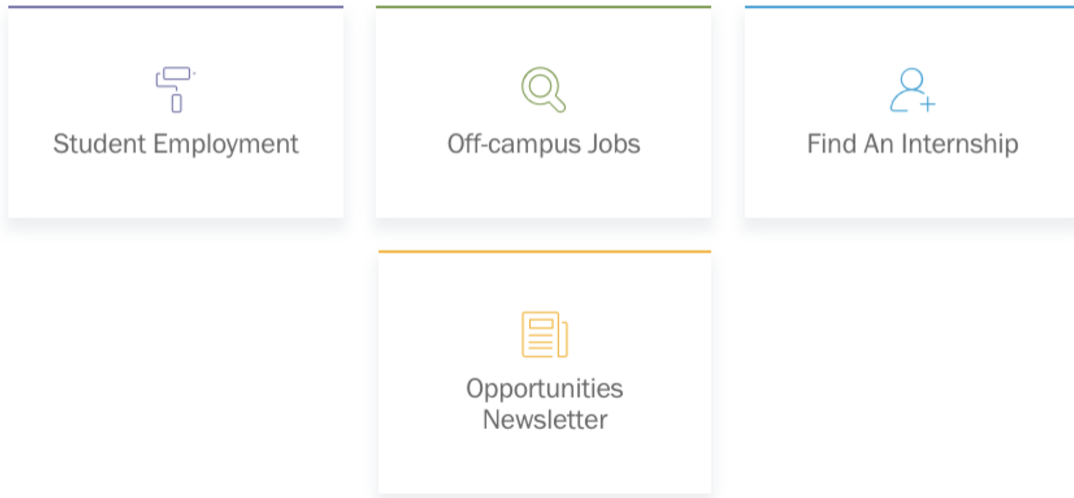 Student Employment
Off-campus Jobs
Find An Internship
Opportunities
Newsletter